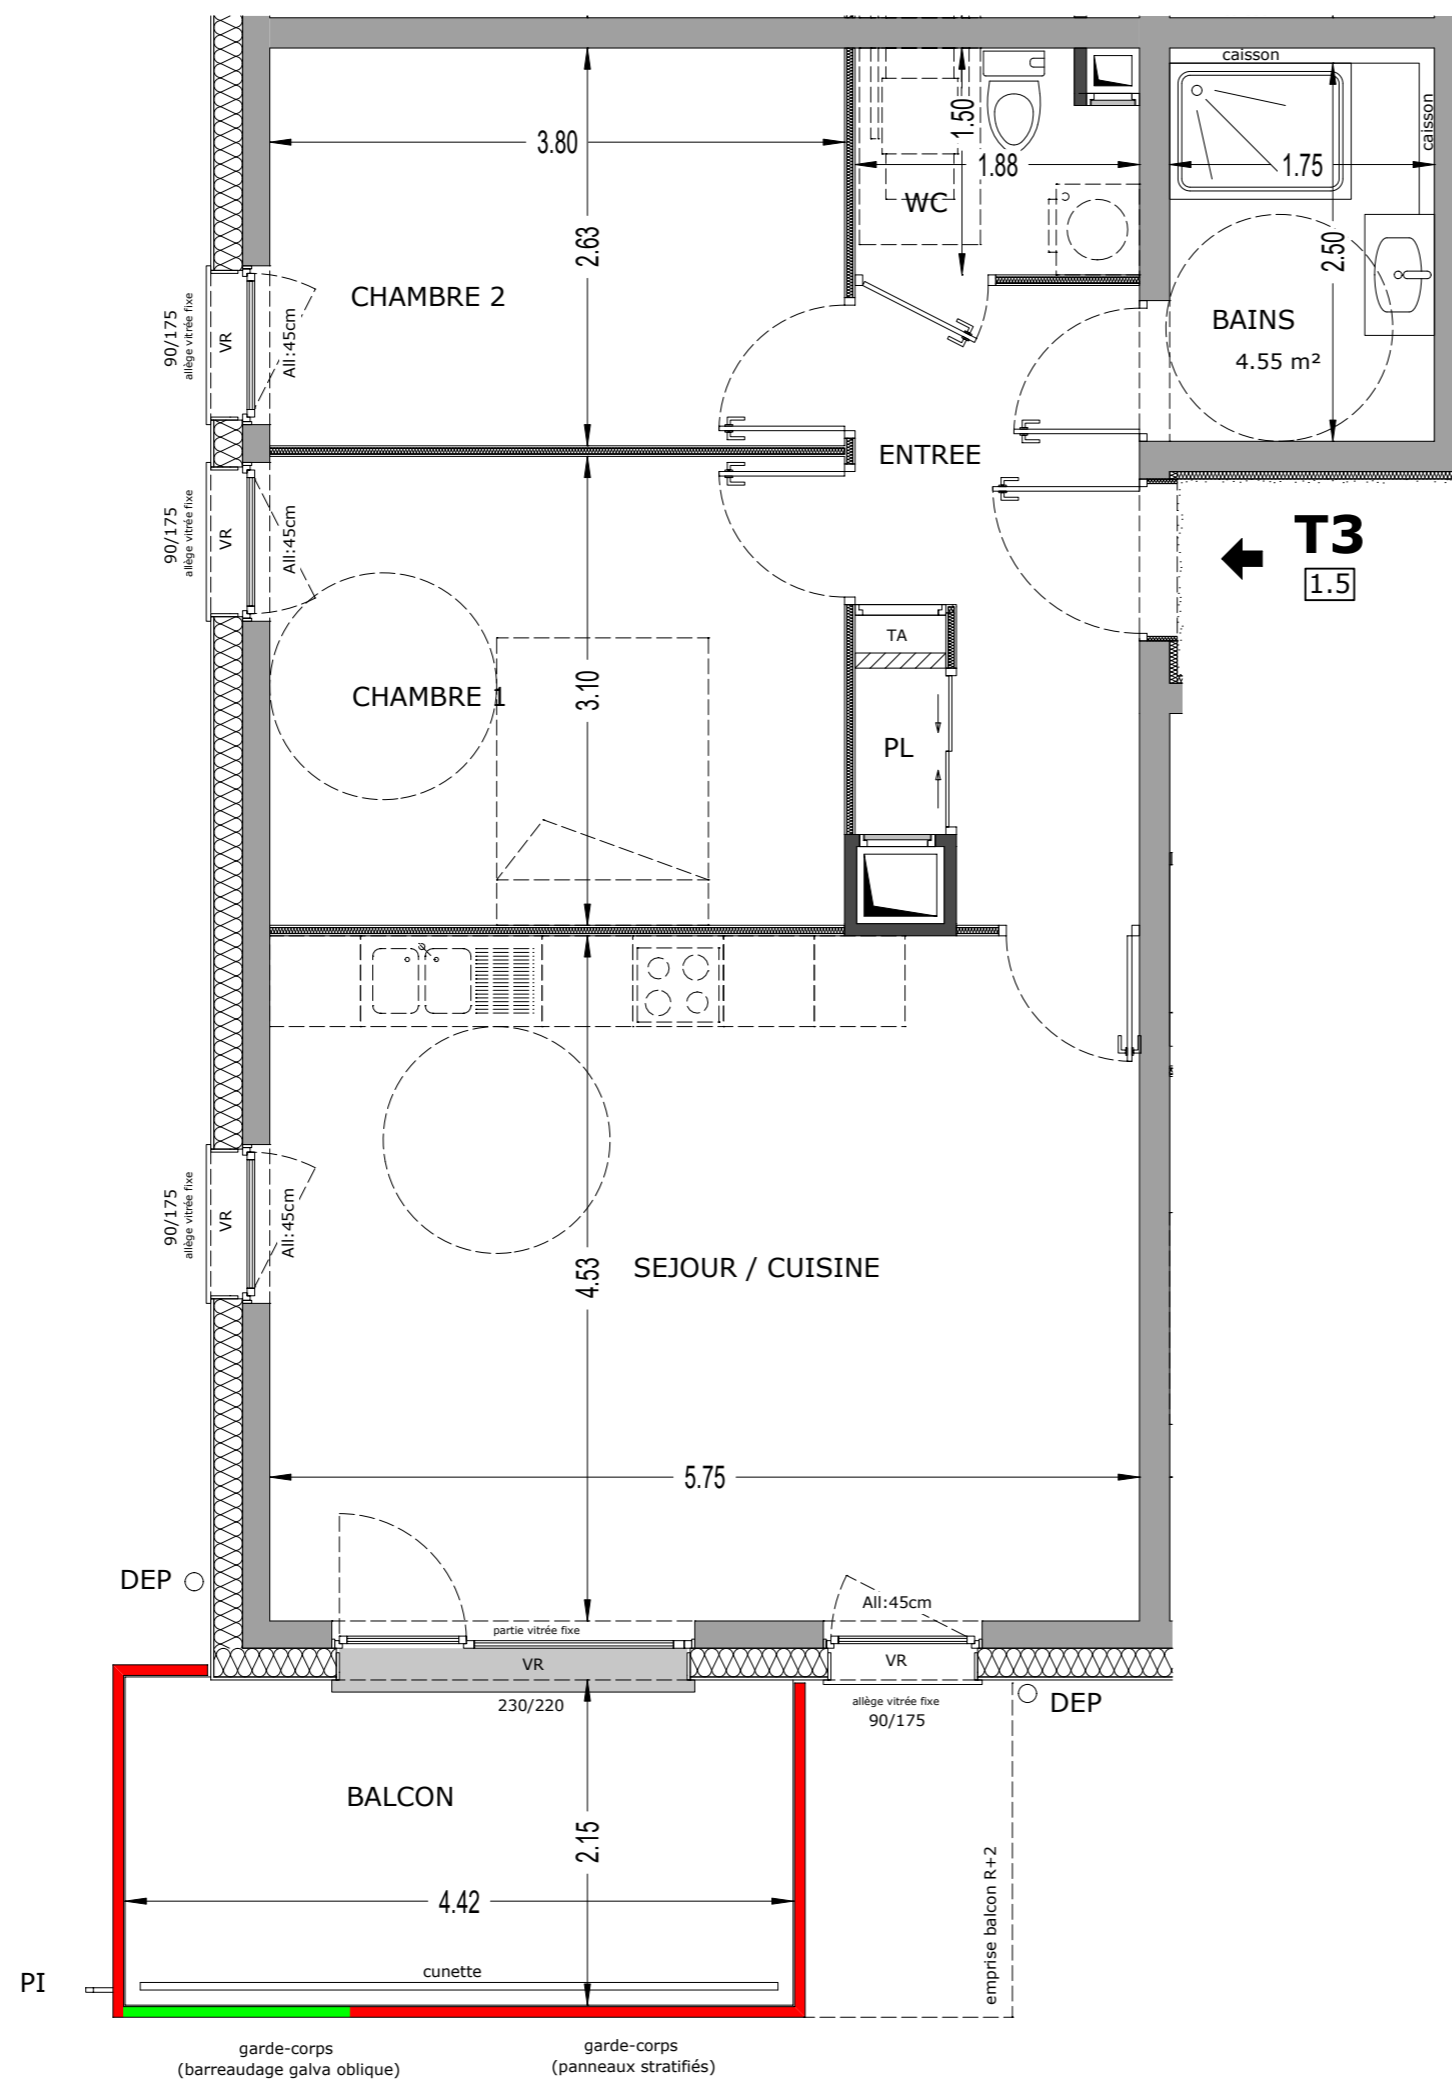 caisson
caisson
3.80
1.50
1.88
1.75
WC
2.63
2.50
CHAMBRE 2
BAINS
4.55 m²
90/175
allège vitrée fixe
VR
All:45cm
ENTREE
90/175
allège vitrée fixe
VR
All:45cm
T3
1.5
TA
CHAMBRE 1
3.10
PL
90/175
allège vitrée fixe
VR
All:45cm
4.53
SEJOUR / CUISINE
5.75
DEP
All:45cm
partie vitrée fixe
VR
VR
230/220
allège vitrée fixe
90/175
DEP
BALCON
2.15
4.42
emprise balcon R+2
cunette
PI
garde-corps
(barreaudage galva oblique)
garde-corps
(panneaux stratifiés)